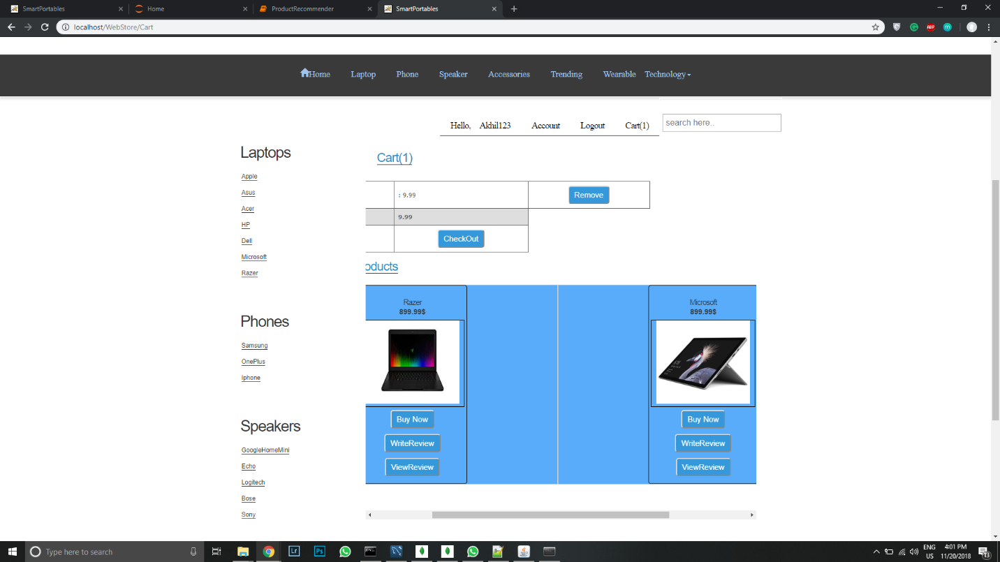 SmartPortables
Home
ProductRecommender
SmartPortables
localhost/WebStore/Cart
ABP
m
Home Laptop Phone Speaker Accessories Trending Wearable Technology
Hello, Akhil123 Account Logout Cart(1)
search here..
Laptops
Apple
Asus
Acer
HP
Dell
Microsoft
Razer
Phones
Samsung
OnePlus
Iphone
Speakers
GoogleHomeMini
Echo
Logitech
Bose
Sony
Cart(1)
: 9.99 Remove
9.99
CheckOut
oducts
Razer
899.99$
Buy Now
WriteReview
ViewReview
Microsoft
899.99$
Buy Now
WriteReview
ViewReview
Type here to search
Lr
Ps
ENG
US
4:01 PM
11/20/2018
13